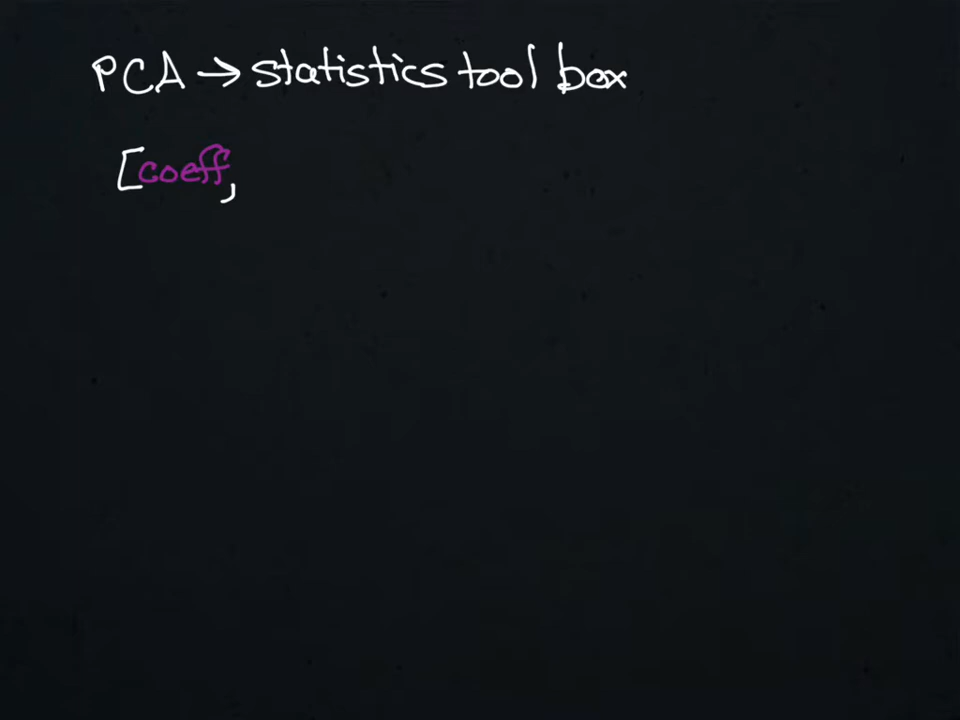 PCA → statistics tool box
[coeff,